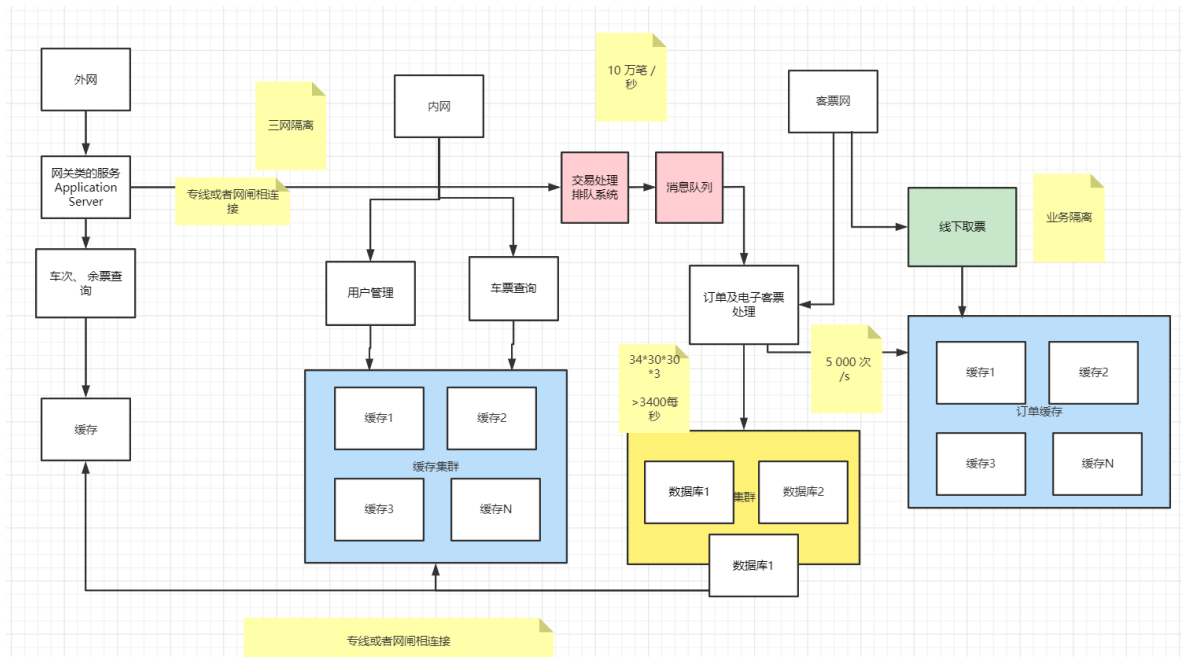 外网
三网隔离
内网
10 万笔 /
秒
客票网
网关类的服务
Application
Server
专线或者网闸相连
接
交易处理
排队系统
消息队列
线下取票
业务隔离
车次、 余票查
询
用户管理
车票查询
订单及电子客票
处理
34*30*30
*3
>3400每
秒
5 000 次
/s
缓存
缓存1
缓存2
缓存集群
缓存3
缓存N
数据库1
集群
数据库2
数据库1
缓存1
缓存2
订单缓存
缓存3
缓存N
专线或者网闸相连接